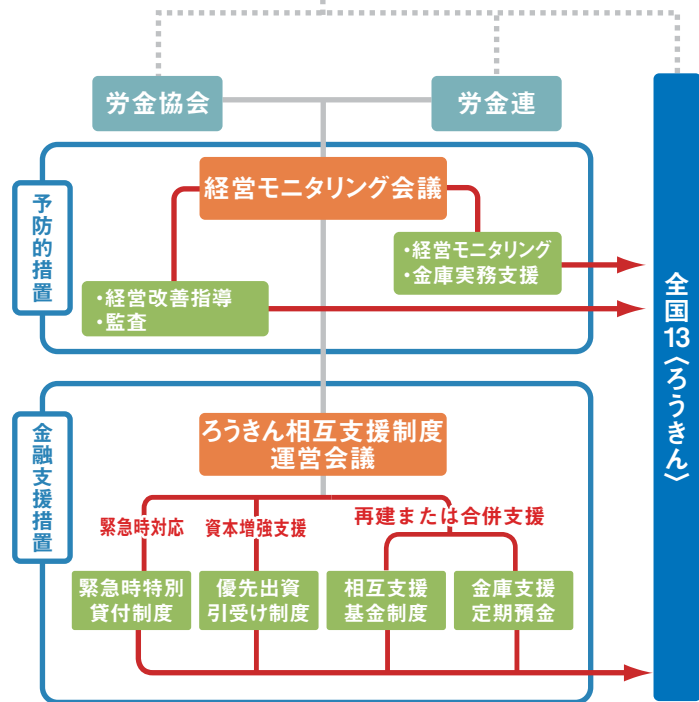 労金協会
労金連
経営モニタリング会議
予防的措置
・経営モニタリング
・金庫実務支援
・経営改善指導
・監査
全国13〈ろうきん〉
ろうきん相互支援制度
運営会議
金融支援措置
緊急時対応
資本増強支援
再建または合併支援
緊急時特別
貸付制度
優先出資
引受け制度
相互支援
基金制度
金庫支援
定期預金